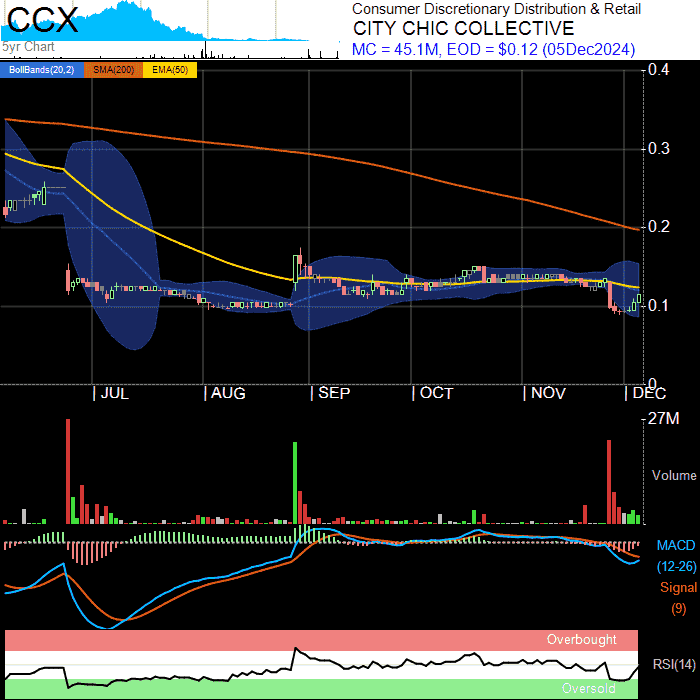 CCX
5yr Chart
Consumer Discretionary Distribution & Retail
CITY CHIC COLLECTIVE
MC = 45.1M, EOD = $0.12 (05Dec2024)
BollBands(20,2) SMA(200) EMA(50)
0.4
0.3
0.2
0.1
0
JUL AUG SEP OCT NOV DEC
27M
Volume
MACD
(12-26)
Signal
(9)
Overbought
RSI(14)
Oversold